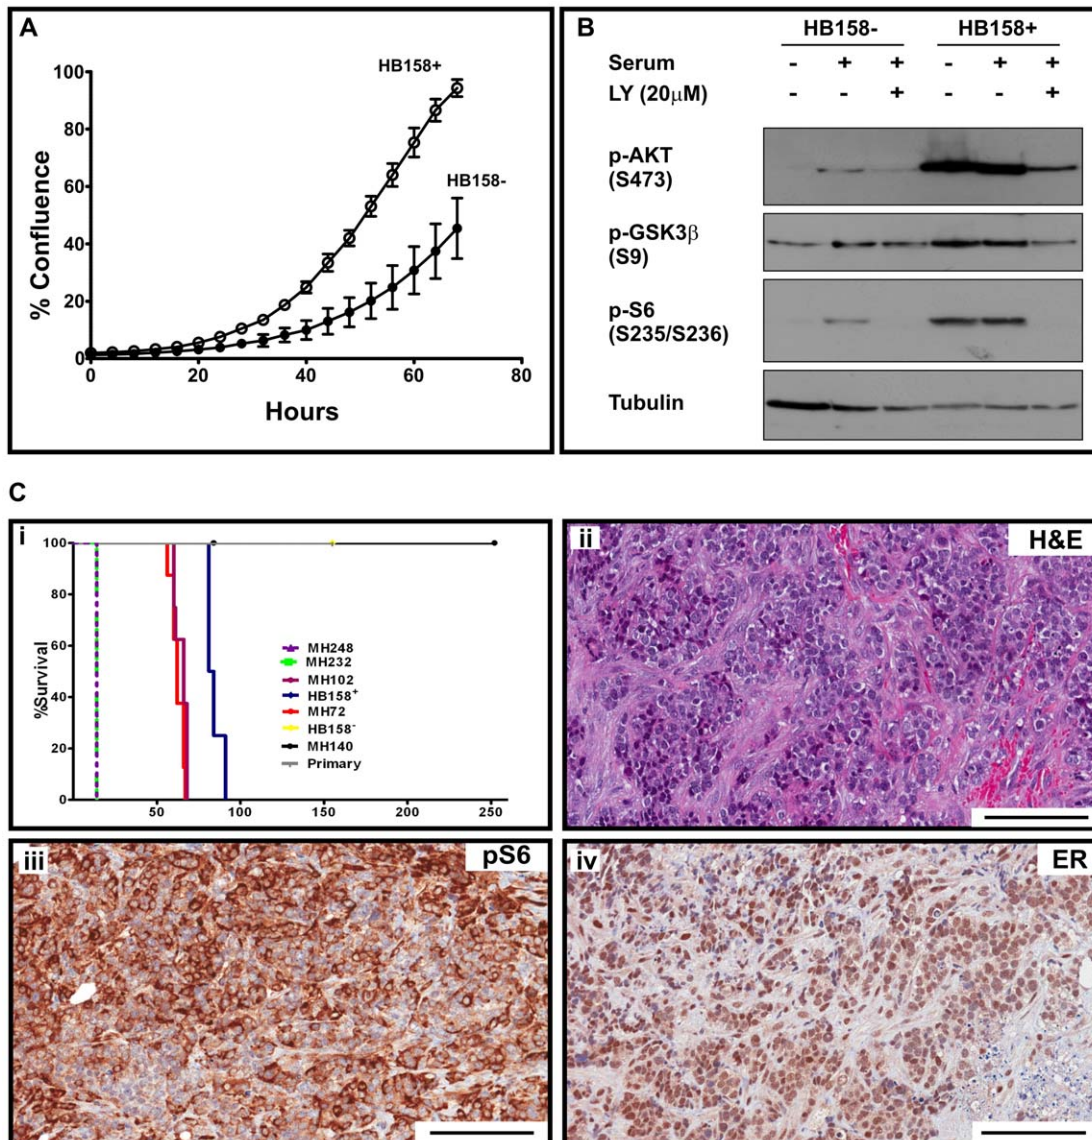 A
HB158+
HB158-
100
80
60
40
20
0
% Confluence
0 20 40 60 80
Hours
B
HB158- HB158+
Serum - + + - + +
LY (20μM) - - + - - +
p-AKT
(S473)
p-GSK3β
(S9)
p-S6
(S235/S236)
Tubulin
C
i
100
80
60
40
20
0
%Survival
50 100 150 200 250
MH248
MH232
MH102
HB158+
MH72
HB158-
MH140
Primary
ii
H&E
iii
pS6
iv
ER